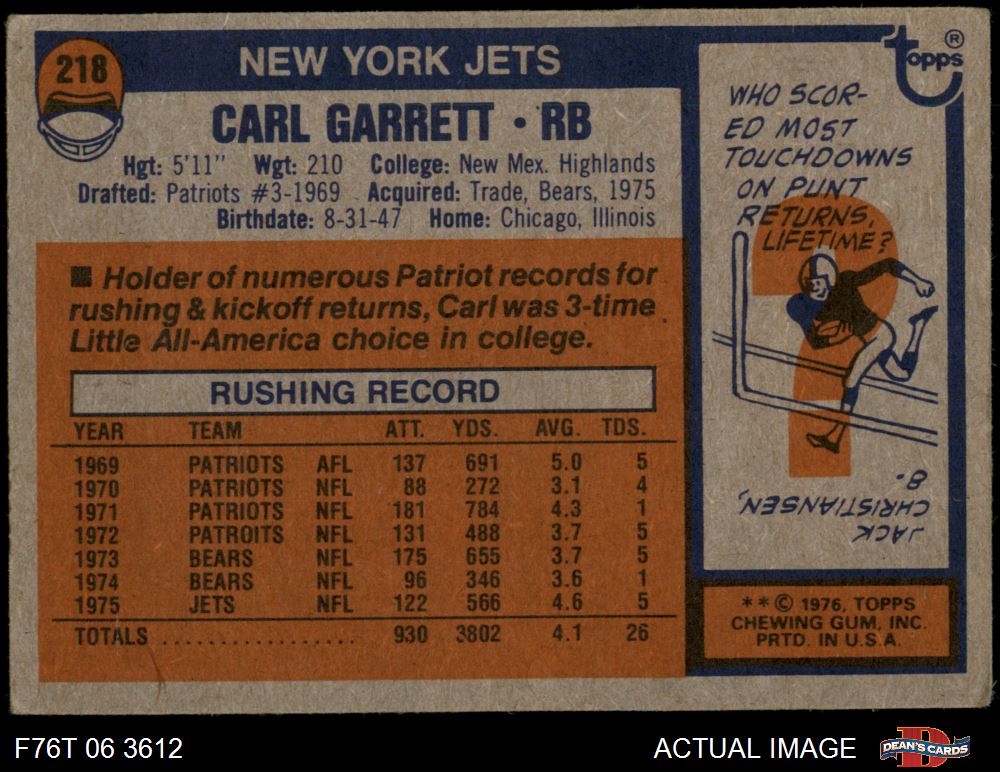 218
NEW YORK JETS
CARL GARRETT • RB
Hgt: 5'11" Wgt: 210 College: New Mex. Highlands
Drafted: Patriots #3-1969 Acquired: Trade, Bears, 1975
Birthdate: 8-31-47 Home: Chicago, Illinois
■ Holder of numerous Patriot records for
rushing & kickoff returns, Carl was 3-time
Little All-America choice in college.
RUSHING RECORD
YEAR TEAM ATT. YDS. AVG. TDS.
1969 PATRIOTS AFL 137 691 5.0 5
1970 PATRIOTS NFL 88 272 3.1 4
1971 PATRIOTS NFL 181 784 4.3 1
1972 PATROITS NFL 131 488 3.7 5
1973 BEARS NFL 175 655 3.7 5
1974 BEARS NFL 96 346 3.6 1
1975 JETS NFL 122 566 4.6 5
TOTALS .................. 930 3802 4.1 26
topps ®
WHO SCOR-
ED MOST
TOUCHDOWNS
ON PUNT
RETURNS,
LIFETIME?
?
JACK
CHRISTIANSEN,
8.
** © 1976, TOPPS
CHEWING GUM, INC.
PRTD. IN U.S.A.
F76T 06 3612
ACTUAL IMAGE
DEAN'S CARDS